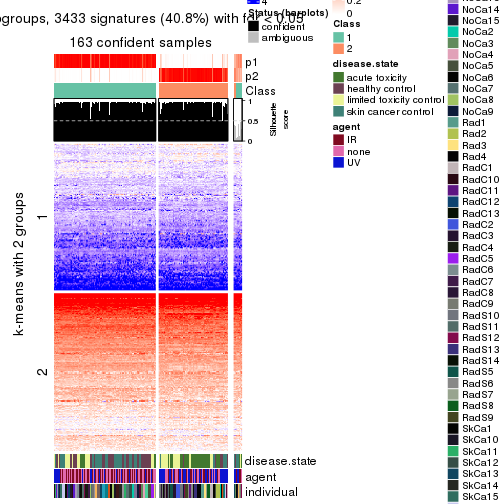 groups, 3433 signatures (40.8%) with fdr < 0.05
163 confident samples
p1
p2
Class
1
0.5
0
Silhouette
score
k-means with 2 groups
1
2
disease.state
agent
individual
4
Status (barplots)
confident
ambiguous
0.2
0
Class
1
2
disease.state
acute toxicity
healthy control
limited toxicity control
skin cancer control
agent
IR
none
UV
NoCa14
NoCa15
NoCa2
NoCa3
NoCa4
NoCa5
NoCa6
NoCa7
NoCa8
NoCa9
Rad1
Rad2
Rad3
Rad4
RadC1
RadC10
RadC11
RadC12
RadC13
RadC2
RadC3
RadC4
RadC5
RadC6
RadC7
RadC8
RadC9
RadS10
RadS11
RadS12
RadS13
RadS14
RadS5
RadS6
RadS7
RadS8
RadS9
SkCa1
SkCa10
SkCa11
SkCa12
SkCa13
SkCa14
SkCa15